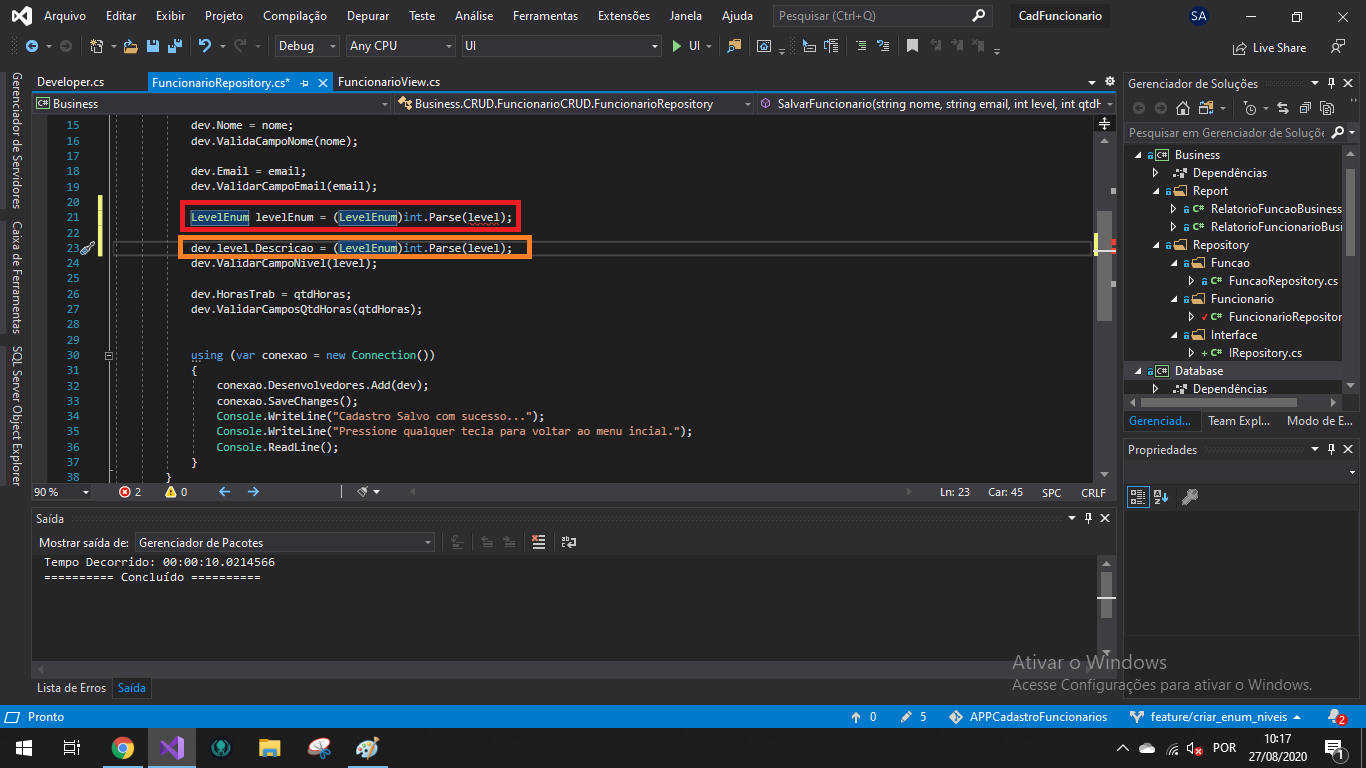 Arquivo Editar Exibir Projeto Compilação Depurar Teste Análise Ferramentas Extensões Janela Ajuda Pesquisar (Ctrl+Q) CadFuncionario SA
Debug Any CPU UI UI Live Share
Developer.cs FuncionarioRepository.cs* FuncionarioView.cs
Business Business.CRUD.FuncionarioCRUD.FuncionarioRepository SalvarFuncionario(string nome, string email, int level, int qtdH
15 dev.Nome = nome;
16 dev.ValidaCampoNome(nome);
17
18 dev.Email = email;
19 dev.ValidarCampoEmail(email);
20
21 LevelEnum levelEnum = (LevelEnum)int.Parse(level);
22
23 dev.level.Descricao = (LevelEnum)int.Parse(level);
24 dev.ValidarCampoNivel(level);
25
26 dev.HorasTrab = qtdHoras;
27 dev.ValidarCamposQtdHoras(qtdHoras);
28
29
30 using (var conexao = new Connection())
31 {
32 conexao.Desenvolvedores.Add(dev);
33 conexao.SaveChanges();
34 Console.WriteLine("Cadastro Salvo com sucesso...");
35 Console.WriteLine("Pressione qualquer tecla para voltar ao menu incial.");
36 Console.ReadLine();
37 }
38 }
90 % 2 0 Ln: 23 Car: 45 SPC CRLF
Gerenciador de Servidores
Caixa de Ferramentas
SQL Server Object Explorer
Saída
Mostrar saída de: Gerenciador de Pacotes
Tempo Decorrido: 00:00:10.0214566
========== Concluído ==========
Lista de Erros Saída
Gerenciador de Soluções
Pesquisar em Gerenciador de Soluçõe
C# Business
Dependências
Report
C# RelatorioFuncaoBusiness
C# RelatorioFuncionarioBusi
Repository
Funcao
C# FuncaoRepository.cs
Funcionario
C# FuncionarioRepositor
Interface
C# IRepository.cs
C# Database
Dependências
Gerenciad... Team Expl... Modo de E...
Propriedades
Ativar o Windows
Acesse Configurações para ativar o Windows.
Pronto 0 5 APPCadastroFuncionarios feature/criar_enum_niveis 2
POR 10:17
27/08/2020 1